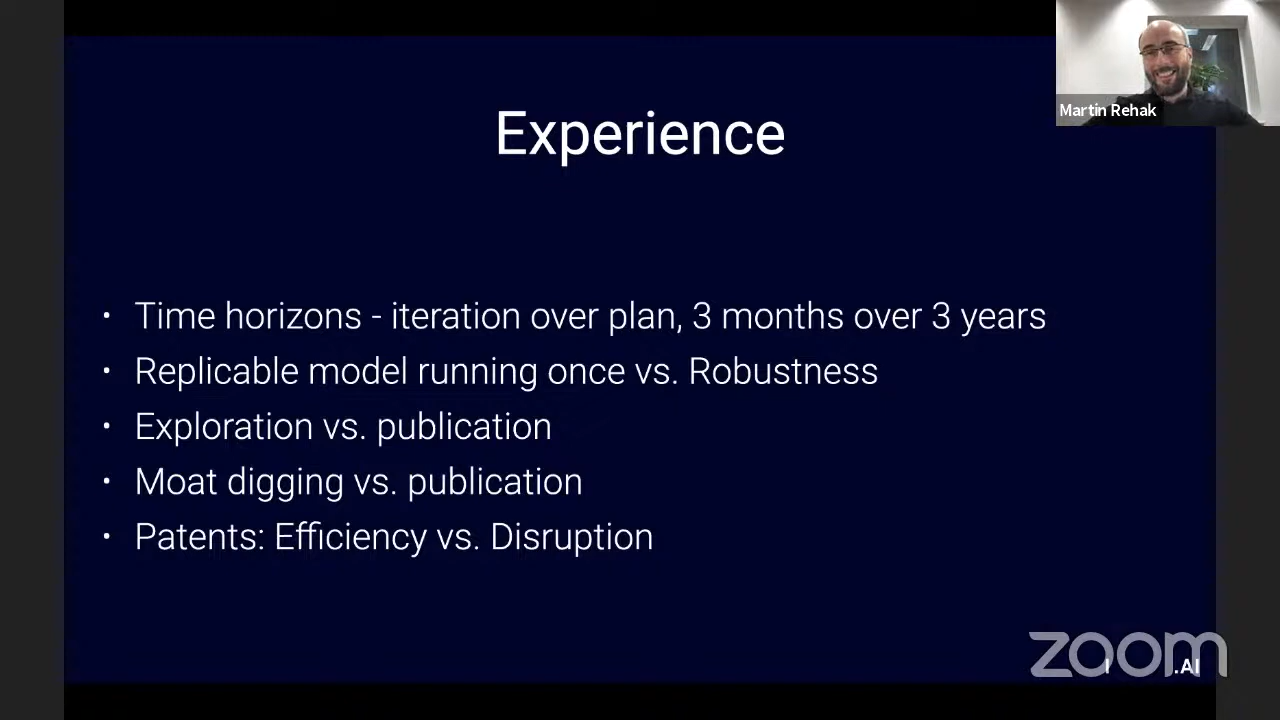 Martin Rehak
Experience
• Time horizons - iteration over plan, 3 months over 3 years
• Replicable model running once vs. Robustness
• Exploration vs. publication
• Moat digging vs. publication
• Patents: Efficiency vs. Disruption
zoom
.AI